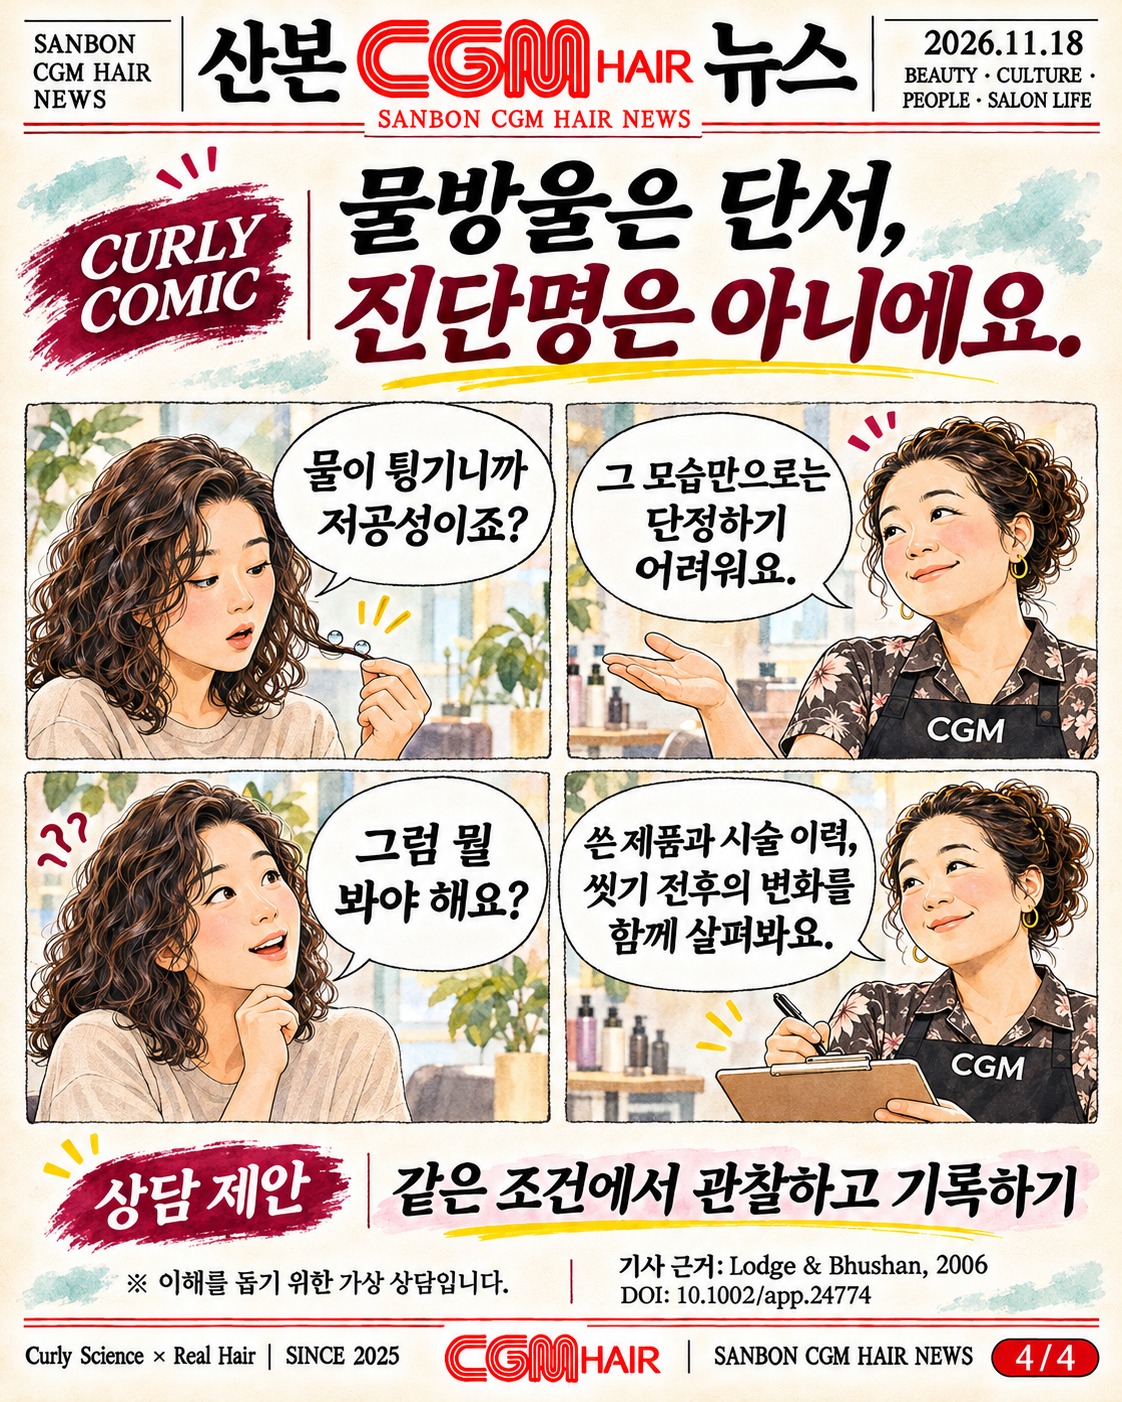 SANBON
CGM HAIR
NEWS
산본 CGM HAIR 뉴스
SANBON CGM HAIR NEWS
2026.11.18
BEAUTY · CULTURE ·
PEOPLE · SALON LIFE
CURLY
COMIC
물방울은 단서,
진단명은 아니에요.
물이 튕기니까
저공성이죠?
그 모습만으로는
단정하기
어려워요.
CGM
???
그럼 뭘
봐야 해요?
쓴 제품과 시술 이력,
씻기 전후의 변화를
함께 살펴봐요.
CGM
상담 제안
같은 조건에서 관찰하고 기록하기
※ 이해를 돕기 위한 가상 상담입니다.
기사 근거: Lodge & Bhushan, 2006
DOI: 10.1002/app.24774
Curly Science × Real Hair | SINCE 2025
CGM HAIR
SANBON CGM HAIR NEWS
4/4